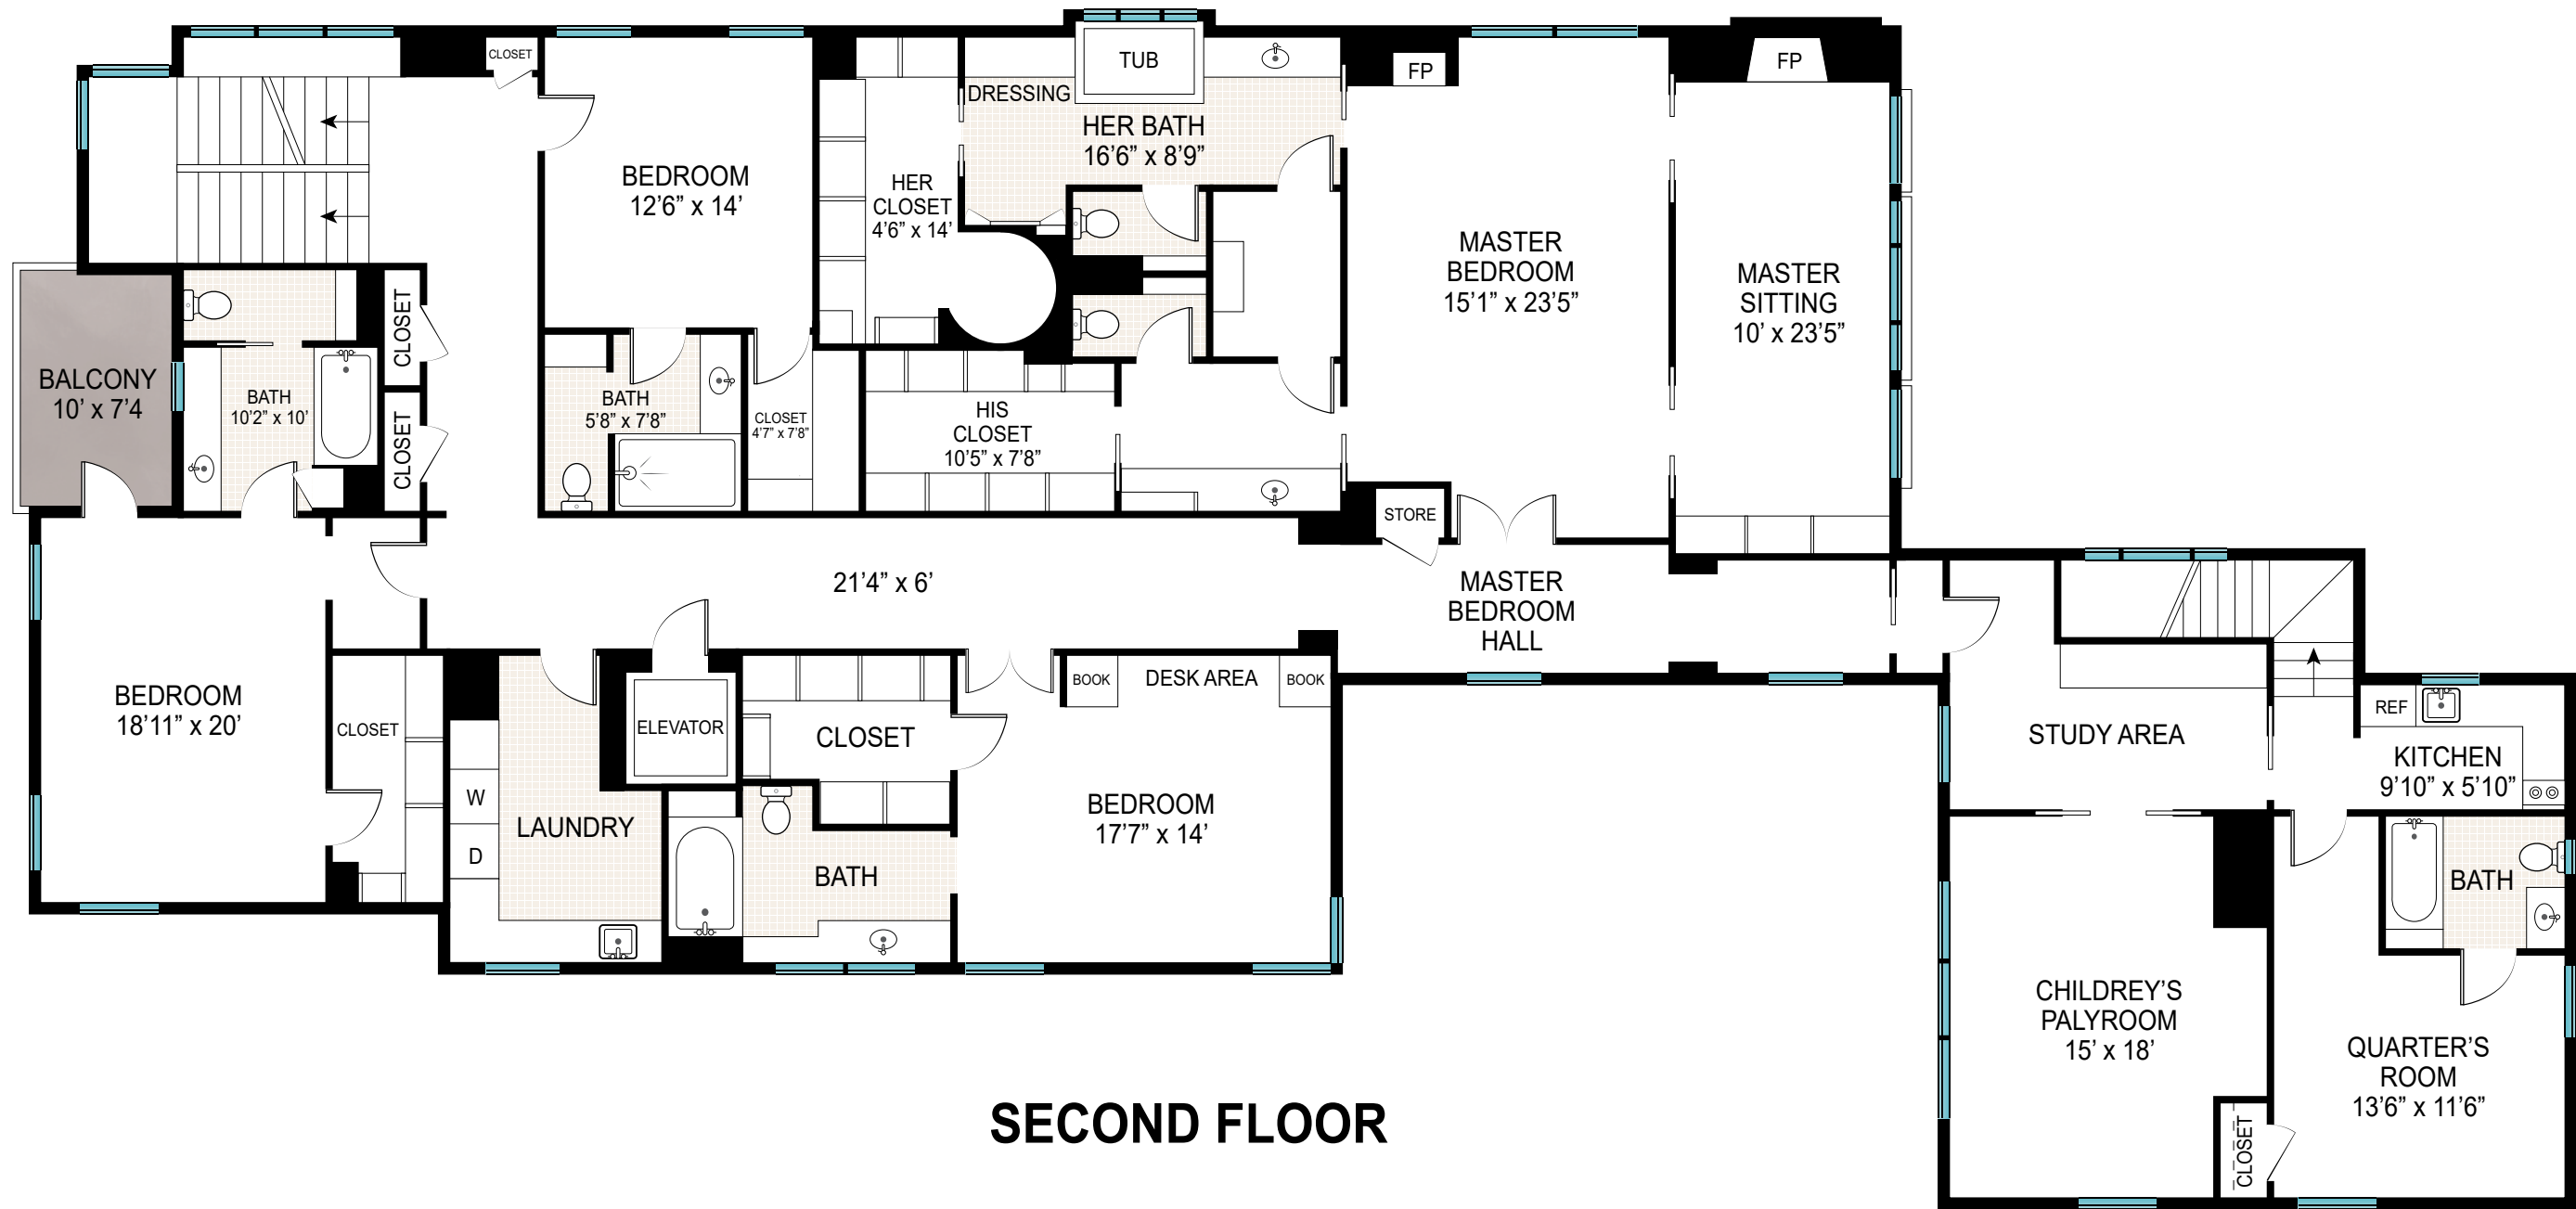 CLOSET
TUB
FP
FP
DRESSING
HER BATH
16'6” x 8'9”
BEDROOM
12'6” x 14'
HER
CLOSET
4'6” x 14'
MASTER
BEDROOM
15'1” x 23'5”
MASTER
SITTING
10' x 23'5”
BALCONY
10' x 7'4
BATH
10'2” x 10'
CLOSET
CLOSET
BATH
5'8” x 7'8”
CLOSET
4'7” x 7'8”
HIS
CLOSET
10'5” x 7'8”
STORE
21'4” x 6'
MASTER
BEDROOM
HALL
BEDROOM
18'11” x 20'
CLOSET
W
D
LAUNDRY
ELEVATOR
CLOSET
BOOK
DESK AREA
BOOK
BEDROOM
17'7” x 14'
BATH
STUDY AREA
REF
KITCHEN
9'10” x 5'10”
BATH
CHILDREY'S
PALYROOM
15' x 18'
QUARTER'S
ROOM
13'6” x 11'6”
CLOSET
SECOND FLOOR